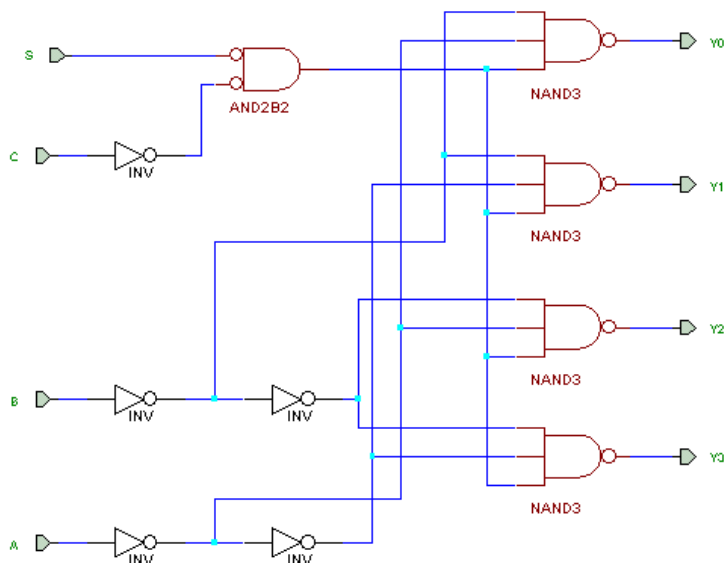 S
Y0
AND2B2
NAND3
C
INV
Y1
NAND3
Y2
NAND3
B
INV
INV
Y3
NAND3
A
INV
INV